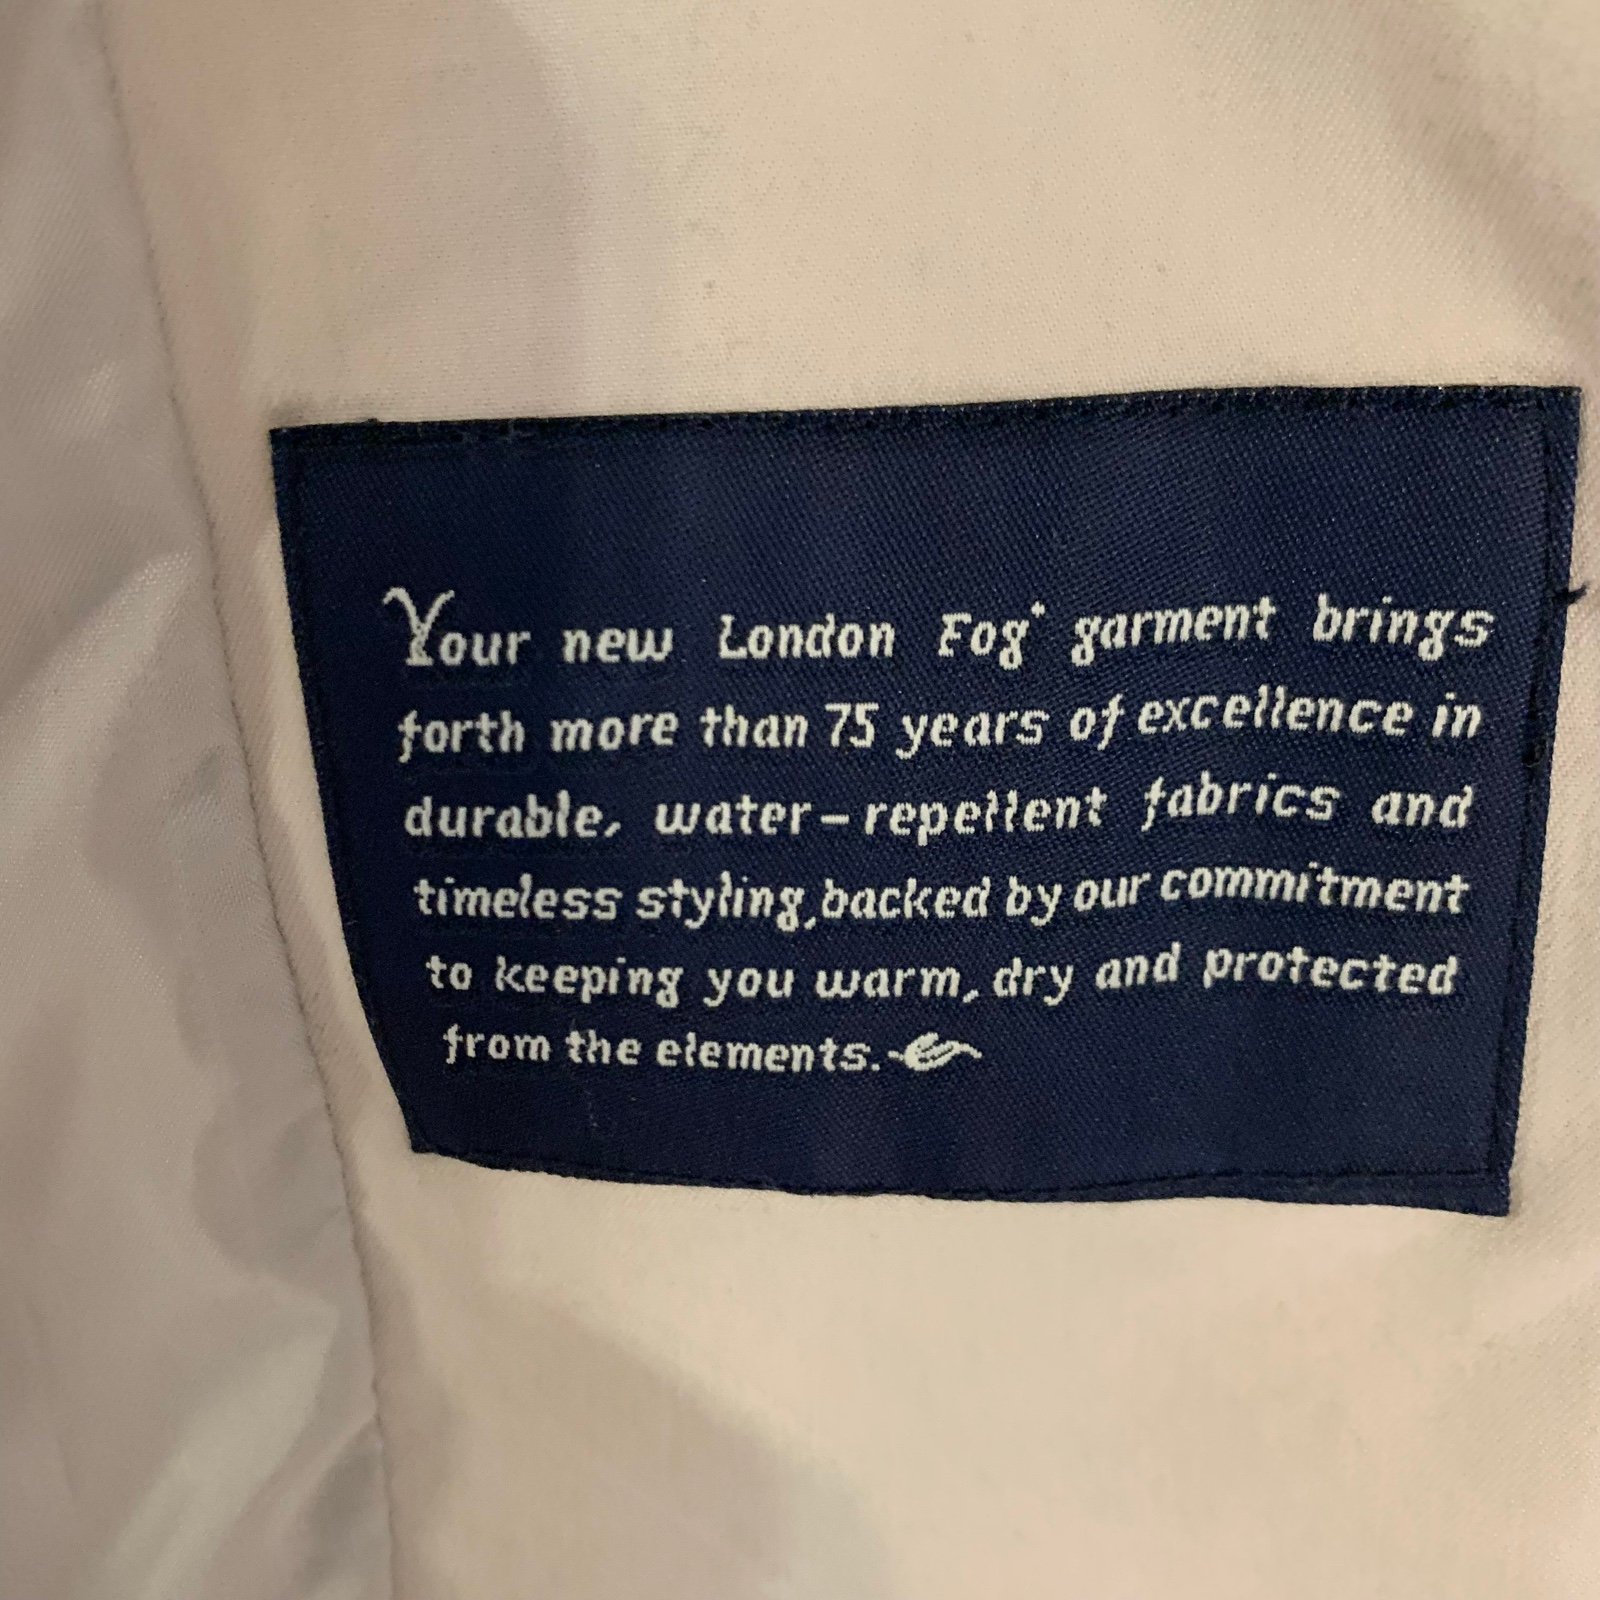 Your new London Fog® garment brings
forth more than 75 years of excellence in
durable, water-repellent fabrics and
timeless styling, backed by our commitment
to keeping you warm, dry and protected
from the elements.